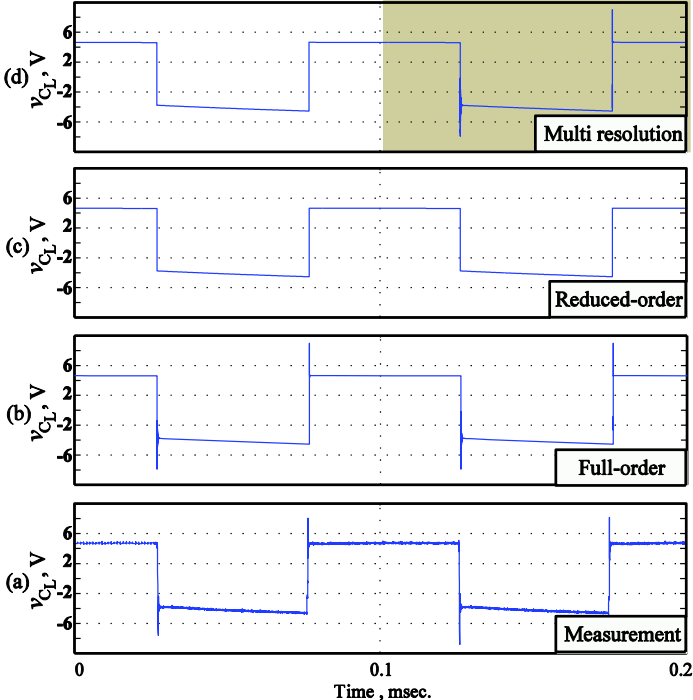 (d)
v_CL, V
6
2
-2
-6
Multi resolution
(c)
v_CL, V
6
2
-2
-6
Reduced-order
(b)
v_CL, V
6
2
-2
-6
Full-order
(a)
v_CL, V
6
2
-2
-6
Measurement
0 0.1 0.2
Time , msec.